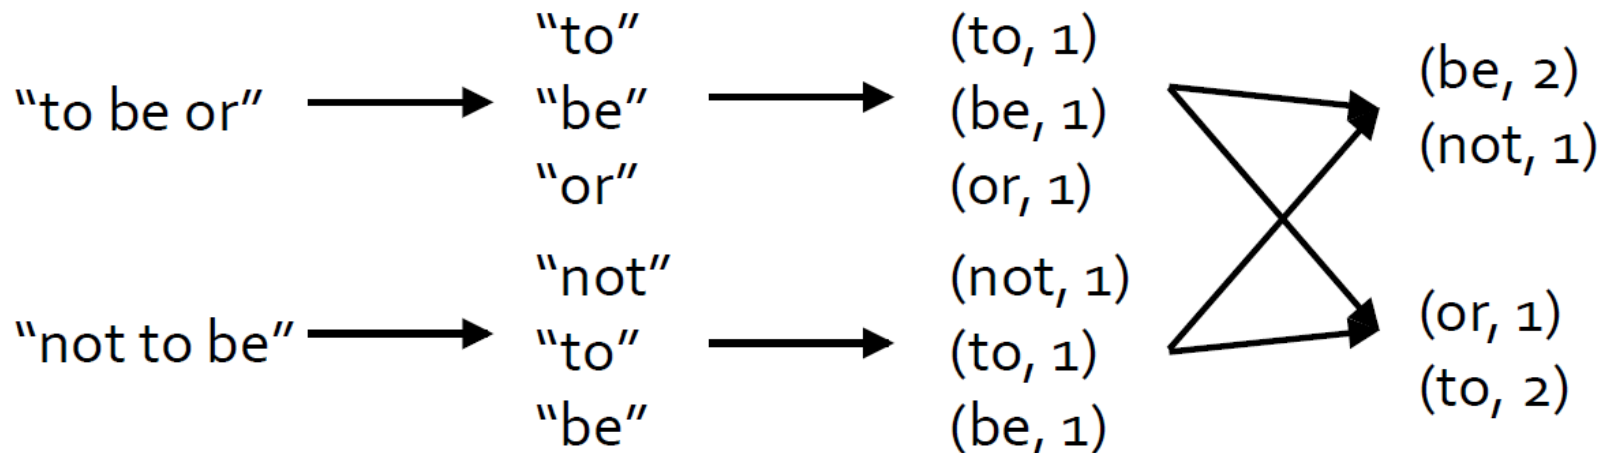 “to be or”
“to”
“be”
“or”
(to, 1)
(be, 1)
(or, 1)
(be, 2)
(not, 1)
“not to be”
“not”
“to”
“be”
(not, 1)
(to, 1)
(be, 1)
(or, 1)
(to, 2)